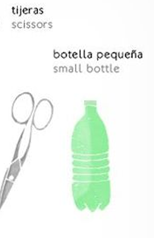 tijeras
scissors
botella pequeña
small bottle